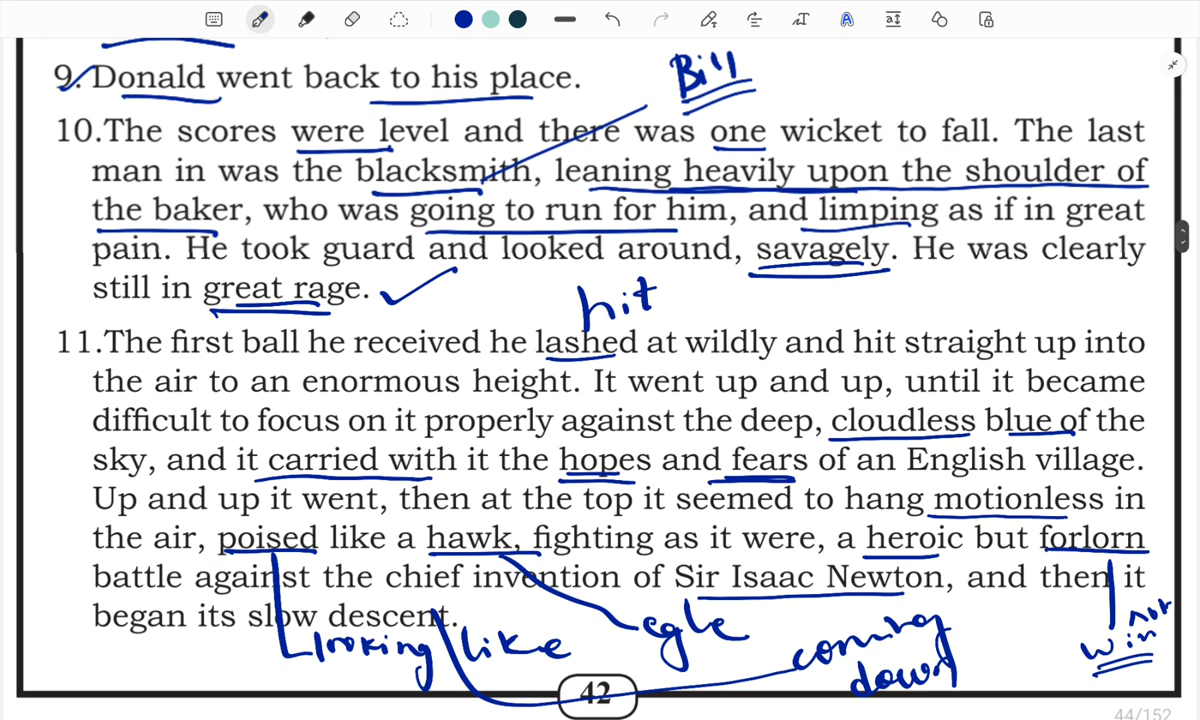 9. Donald went back to his place.
Bill
10.The scores were level and there was one wicket to fall. The last
man in was the blacksmith, leaning heavily upon the shoulder of
the baker, who was going to run for him, and limping as if in great
pain. He took guard and looked around, savagely. He was clearly
still in great rage.
hit
11.The first ball he received he lashed at wildly and hit straight up into
the air to an enormous height. It went up and up, until it became
difficult to focus on it properly against the deep, cloudless blue of the
sky, and it carried with it the hopes and fears of an English village.
Up and up it went, then at the top it seemed to hang motionless in
the air, poised like a hawk, fighting as it were, a heroic but forlorn
battle against the chief invention of Sir Isaac Newton, and then it
began its slow descent.
looking like
egle
coming
down
not
win
42
44/152